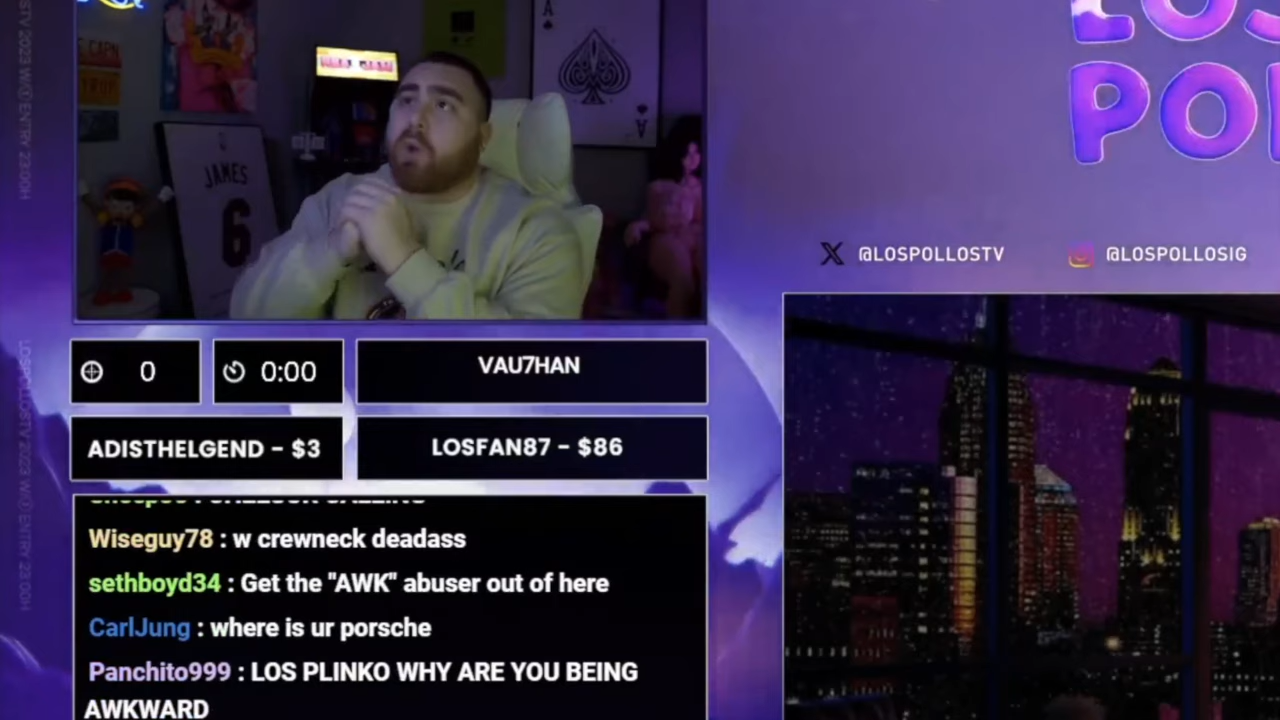 LOS
PO
JAMES
6
A
A
@LOSPOLLOSTV
@LOSPOLLOSIG
0
0:00
VAU7HAN
ADISTHELGEND - $3
LOSFAN87 - $86
Wiseguy78 : w crewneck deadass
sethboyd34 : Get the "AWK" abuser out of here
CarlJung : where is ur porsche
Panchito999 : LOS PLINKO WHY ARE YOU BEING
AWKWARD